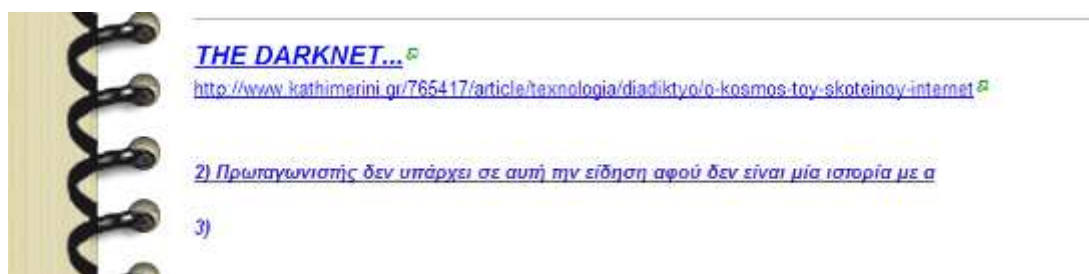 THE DARKNET...
http://www.kathimerini.gr/765417/article/texnologia/diadiktyo/o-kosmos-toy-skoteinoy-internet
2) Πρωταγωνιστής δεν υπάρχει σε αυτή την είδηση αφού δεν είναι μία ιστορία με α
3)